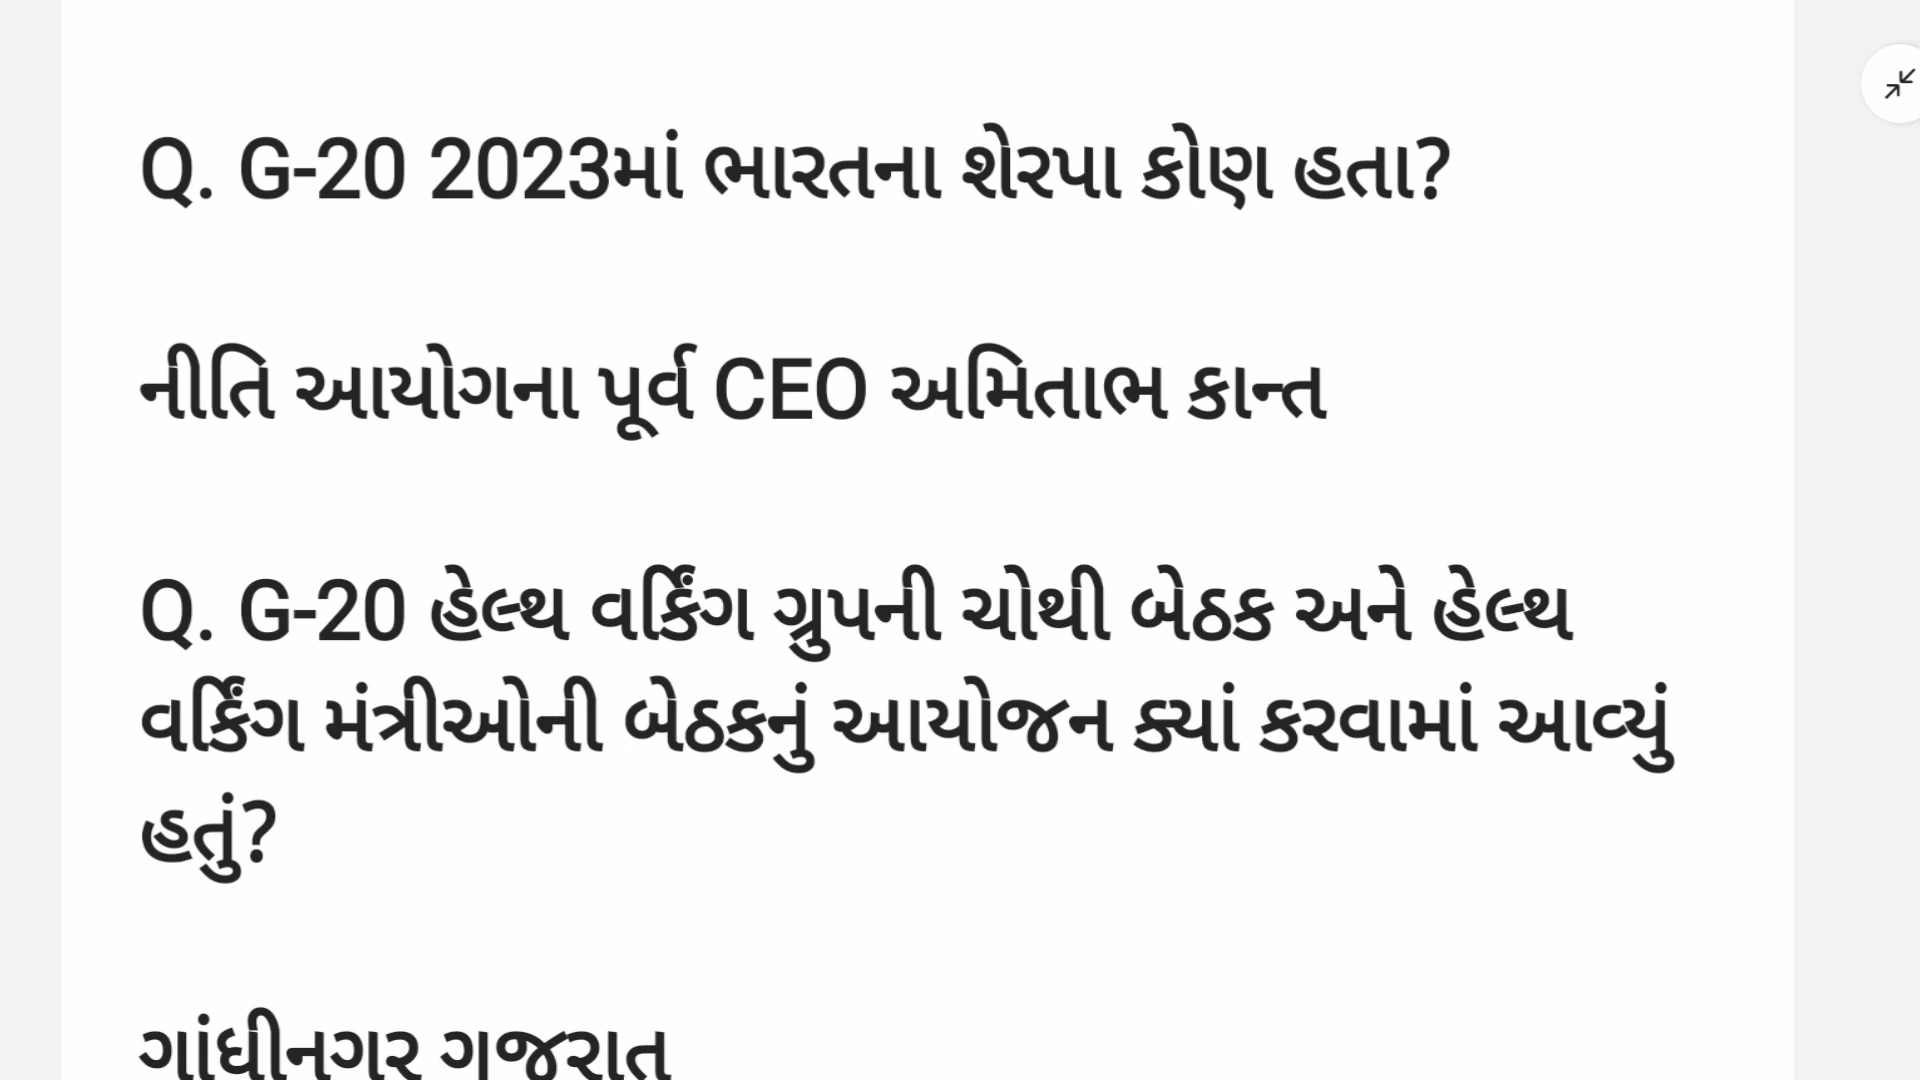 Q. G-20 2023માં ભારતના શેરપા કોણ હતા?
નીતિ આયોગના પૂર્વ CEO અમિતાભ કાન્ત
Q. G-20 હેલ્થ વર્કિંગ ગ્રુપની ચોથી બેઠક અને હેલ્થ
વર્કિંગ મંત્રીઓની બેઠકનું આયોજન ક્યાં કરવામાં આવ્યું
હતું?
ગાંધીનગર ગુજરાત